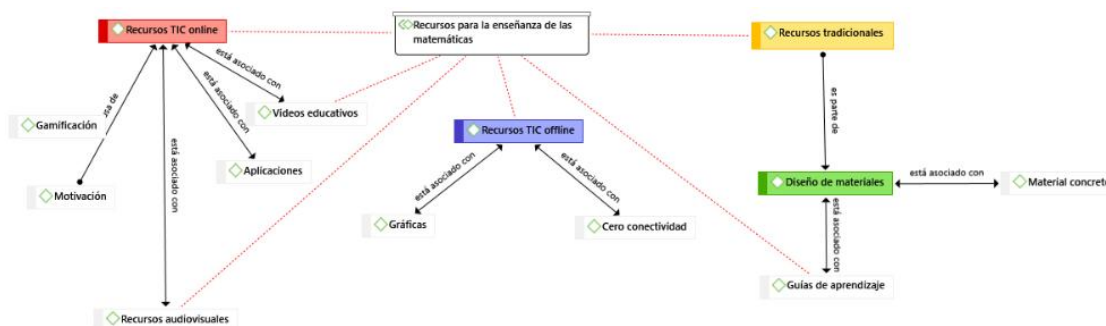 Recursos TIC online
Recursos para la enseñanza de las
matemáticas
Recursos tradicionales
está asociado con
está asociado con
está asociado con
es parte de
Gamificación
Videos educativos
Aplicaciones
Motivación
Recursos TIC offline
está asociado con
está asociado con
Gráficas
Cero conectividad
Diseño de materiales
está asociado con
Material concreto
está asociado con
Guías de aprendizaje
Recursos audiovisuales